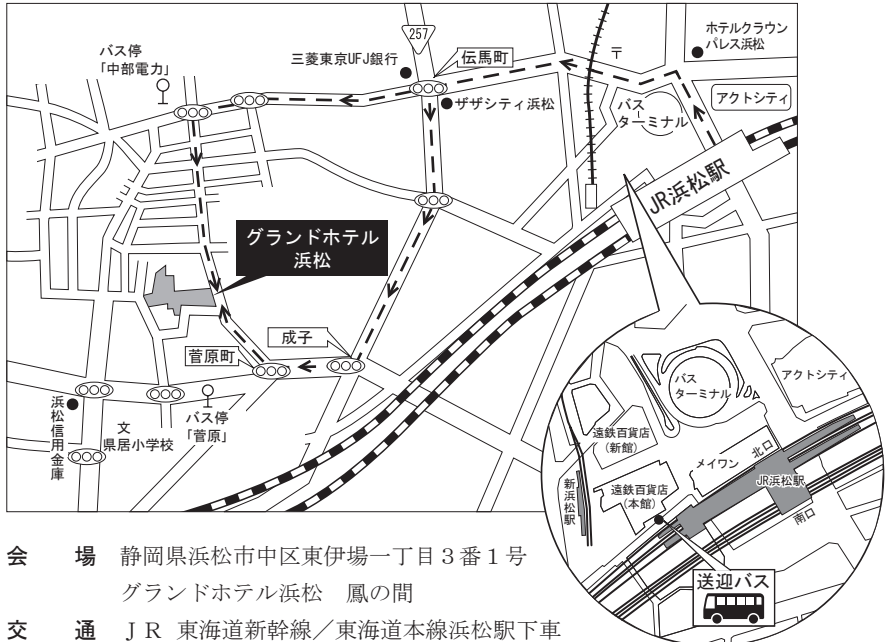 バス停
「中部電力」
三菱東京UFJ銀行
257
伝馬町
〒
ホテルクラウン
パレス浜松
アクトシティ
ザザシティ浜松
バス
ターミナル
JR浜松駅
グランドホテル
浜松
成子
菅原町
浜松信用金庫
文
県居小学校
バス停
「菅原」
バス
ターミナル
アクトシティ
遠鉄百貨店
(新館)
メイワン
北口
JR浜松駅
遠鉄百貨店
(本館)
新浜松駅
南口
送迎バス
会　　場　静岡県浜松市中区東伊場一丁目3番1号
グランドホテル浜松　鳳の間
交　　通　JR 東海道新幹線／東海道本線浜松駅下車